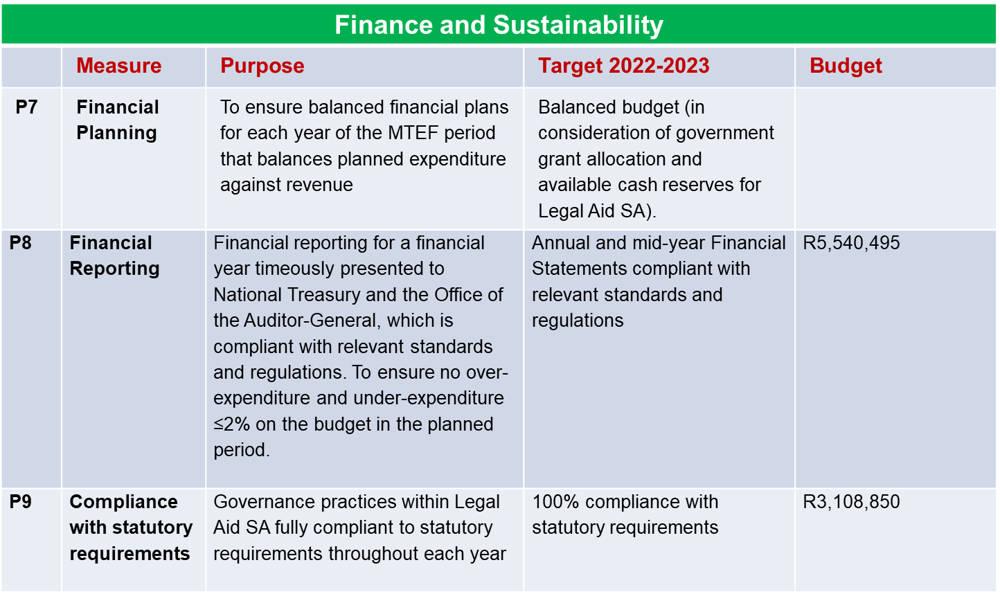 Finance and Sustainability
Measure
Purpose
Target 2022-2023
Budget
P7
Financial
Planning
To ensure balanced financial plans
for each year of the MTEF period
that balances planned expenditure
against revenue
Balanced budget (in
consideration of government
grant allocation and
available cash reserves for
Legal Aid SA).
P8
Financial
Reporting
Financial reporting for a financial
year timeously presented to
National Treasury and the Office of
the Auditor-General, which is
compliant with relevant standards
and regulations. To ensure no over-
expenditure and under-expenditure
≤2% on the budget in the planned
period.
Annual and mid-year Financial
Statements compliant with
relevant standards and
regulations
R5,540,495
P9
Compliance
with statutory
requirements
Governance practices within Legal
Aid SA fully compliant to statutory
requirements throughout each year
100% compliance with
statutory requirements
R3,108,850